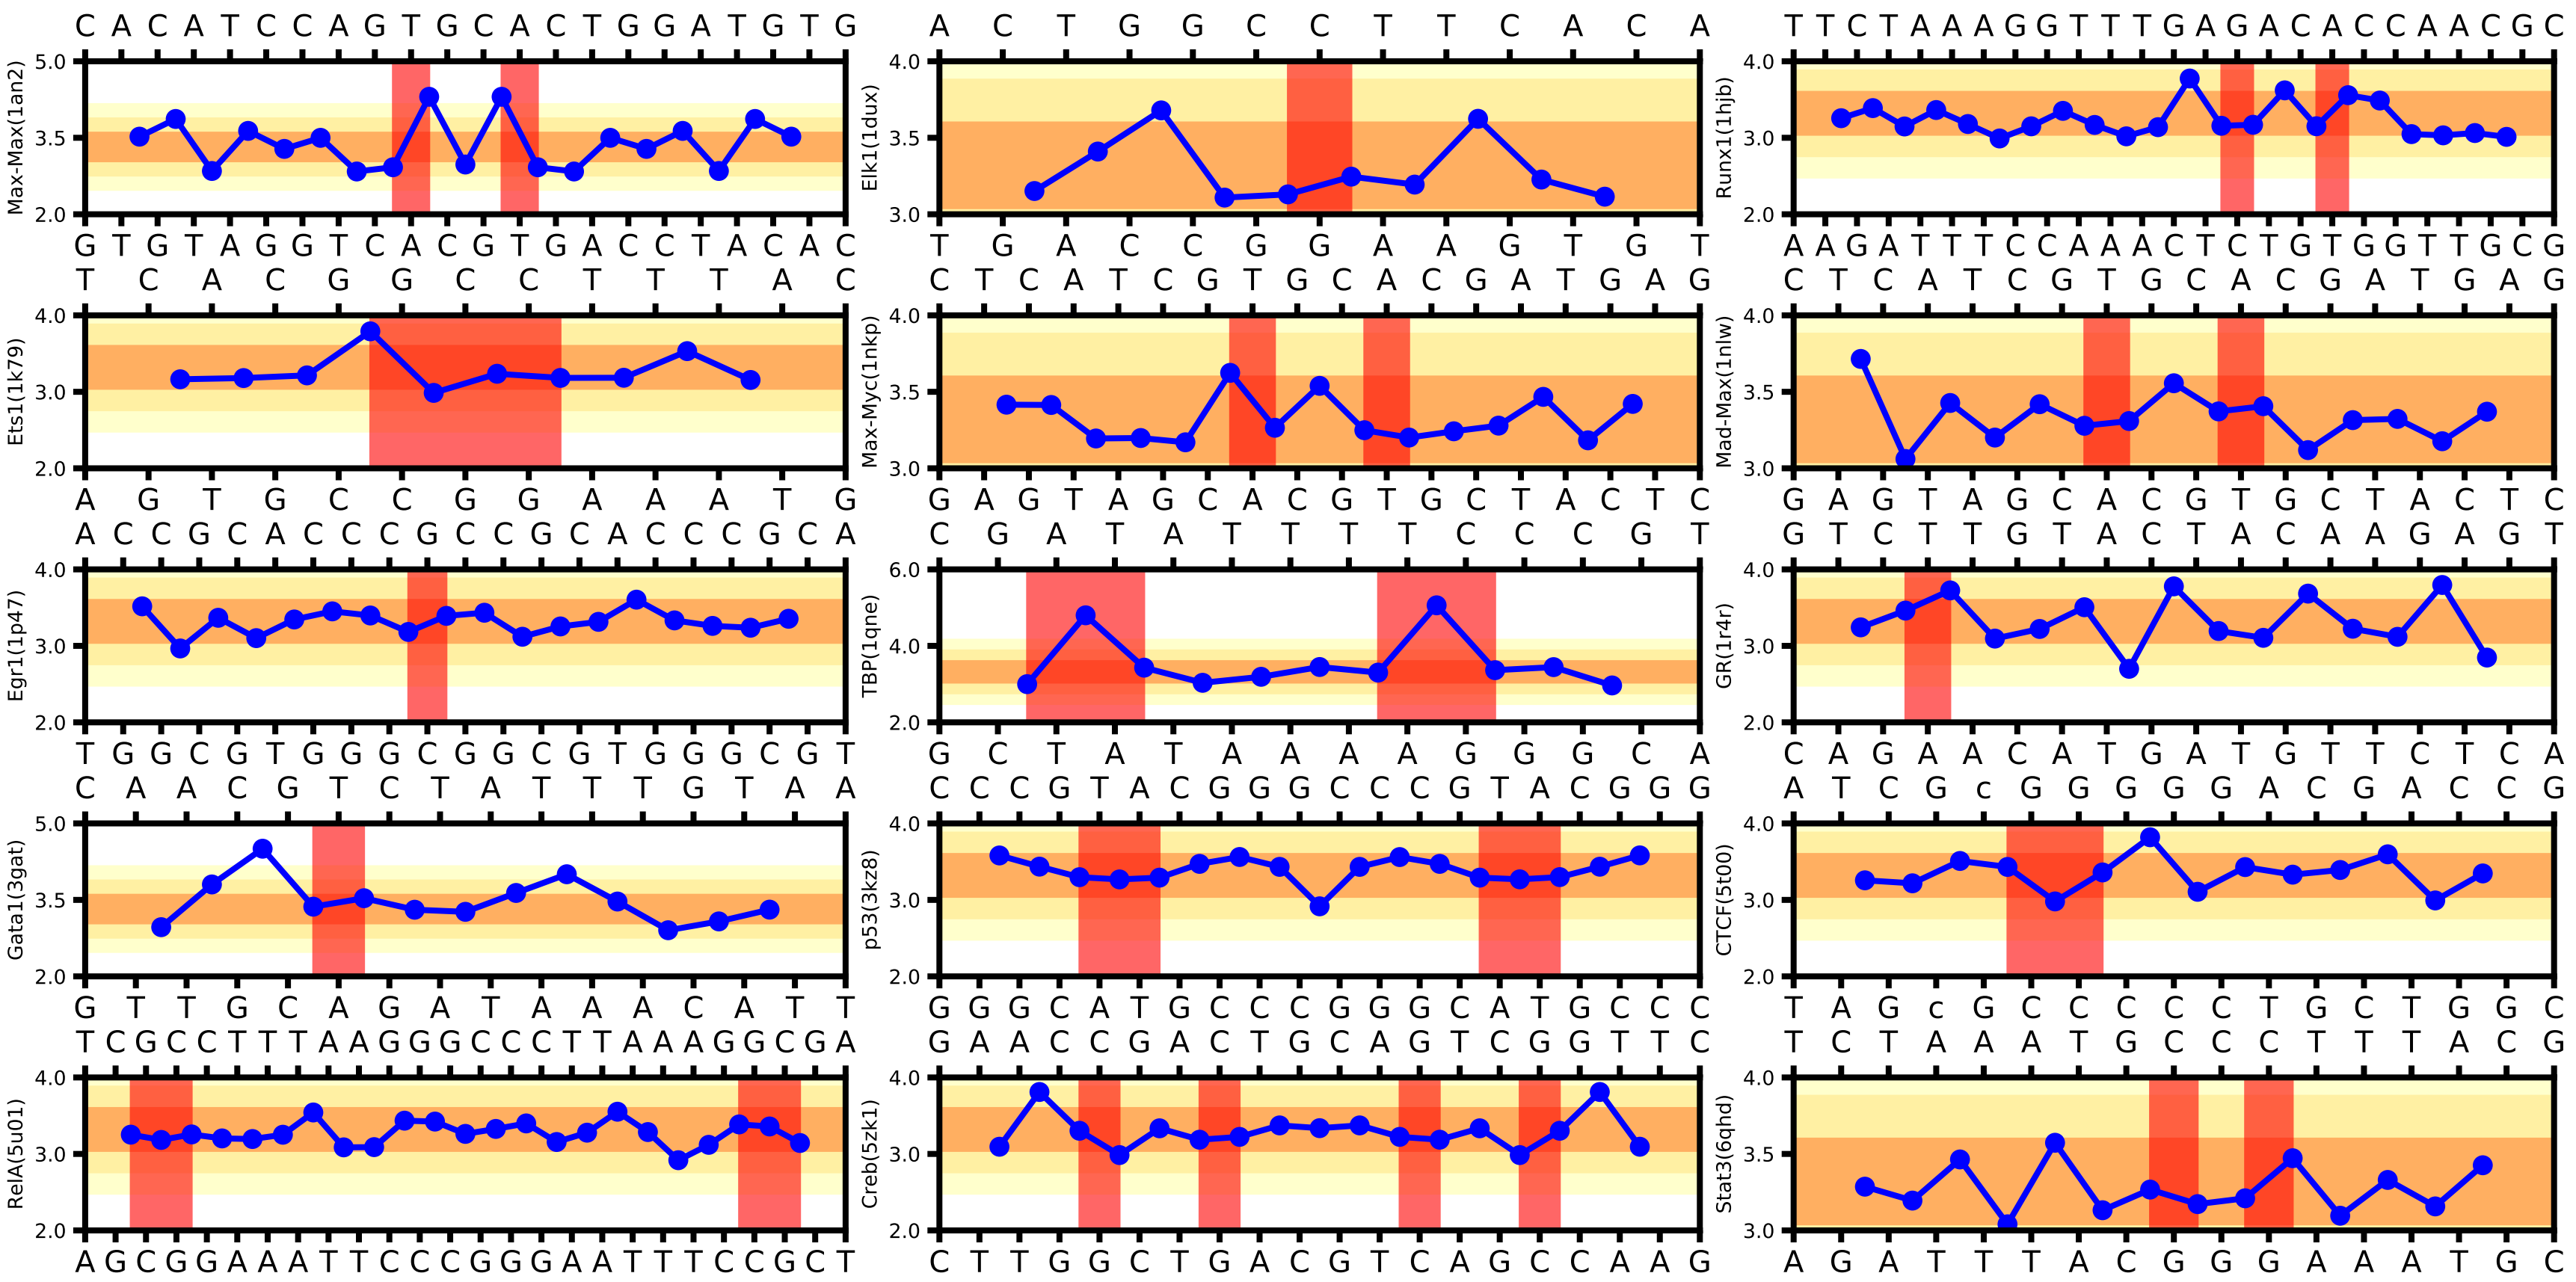 C A C A T C C A G T G C A C T G G A T G T G
5.0
3.5
2.0
Max-Max(1an2)
G T G T A G G T C A C G T G A C C T A C A C
A C T G G C C T T C A C A
4.0
3.5
3.0
Elk1(1dux)
T G A C C G G A A G T G T
T T C T A A A G G T T T G A G A C A C C A A C G C
4.0
3.0
2.0
Runx1(1hjb)
A A G A T T T C C A A A C T C T G T G G T T G C G
T C A C G G C C T T T A C
4.0
3.0
2.0
Ets1(1k79)
A G T G C C G G A A A T G
C T C A T C G T G C A C G A T G A G
4.0
3.5
3.0
Max-Myc(1nkp)
G A G T A G C A C G T G C T A C T C
C T C A T C G T G C A C G A T G A G
4.0
3.5
3.0
Mad-Max(1nlw)
G A G T A G C A C G T G C T A C T C
A C C G C A C C C G C C G C A C C C G C A
4.0
3.0
2.0
Egr1(1p47)
T G G C G T G G G C G G C G T G G G C G T
C G A T A T T T T C C C G T
6.0
4.0
2.0
TBP(1qne)
G C T A T A A A A G G G C A
G T C T T G T A C T A C A A G A G T
4.0
3.0
2.0
GR(1r4r)
C A G A A C A T G A T G T T C T C A
C A A C G T C T A T T T G T A A
5.0
3.5
2.0
Gata1(3gat)
G T T G C A G A T A A A C A T T
C C C G T A C G G G C C C G T A C G G G
4.0
3.0
2.0
p53(3kz8)
G G G C A T G C C C G G G C A T G C C C
A T C G c G G G G G A C G A C C G
4.0
3.0
2.0
CTCF(5t00)
T A G c G C C C C C T G C T G G C
T C G C C T T T A A G G G C C C T T A A A G G C G A
4.0
3.0
2.0
RelA(5u01)
A G C G G A A A T T C C C G G G A A T T T C C G C T
G A A C C G A C T G C A G T C G G T T C
4.0
3.0
2.0
Creb(5zk1)
C T T G G C T G A C G T C A G C C A A G
T C T A A A T G C C C T T T A C G
4.0
3.5
3.0
Stat3(6qhd)
A G A T T T A C G G G A A A T G C